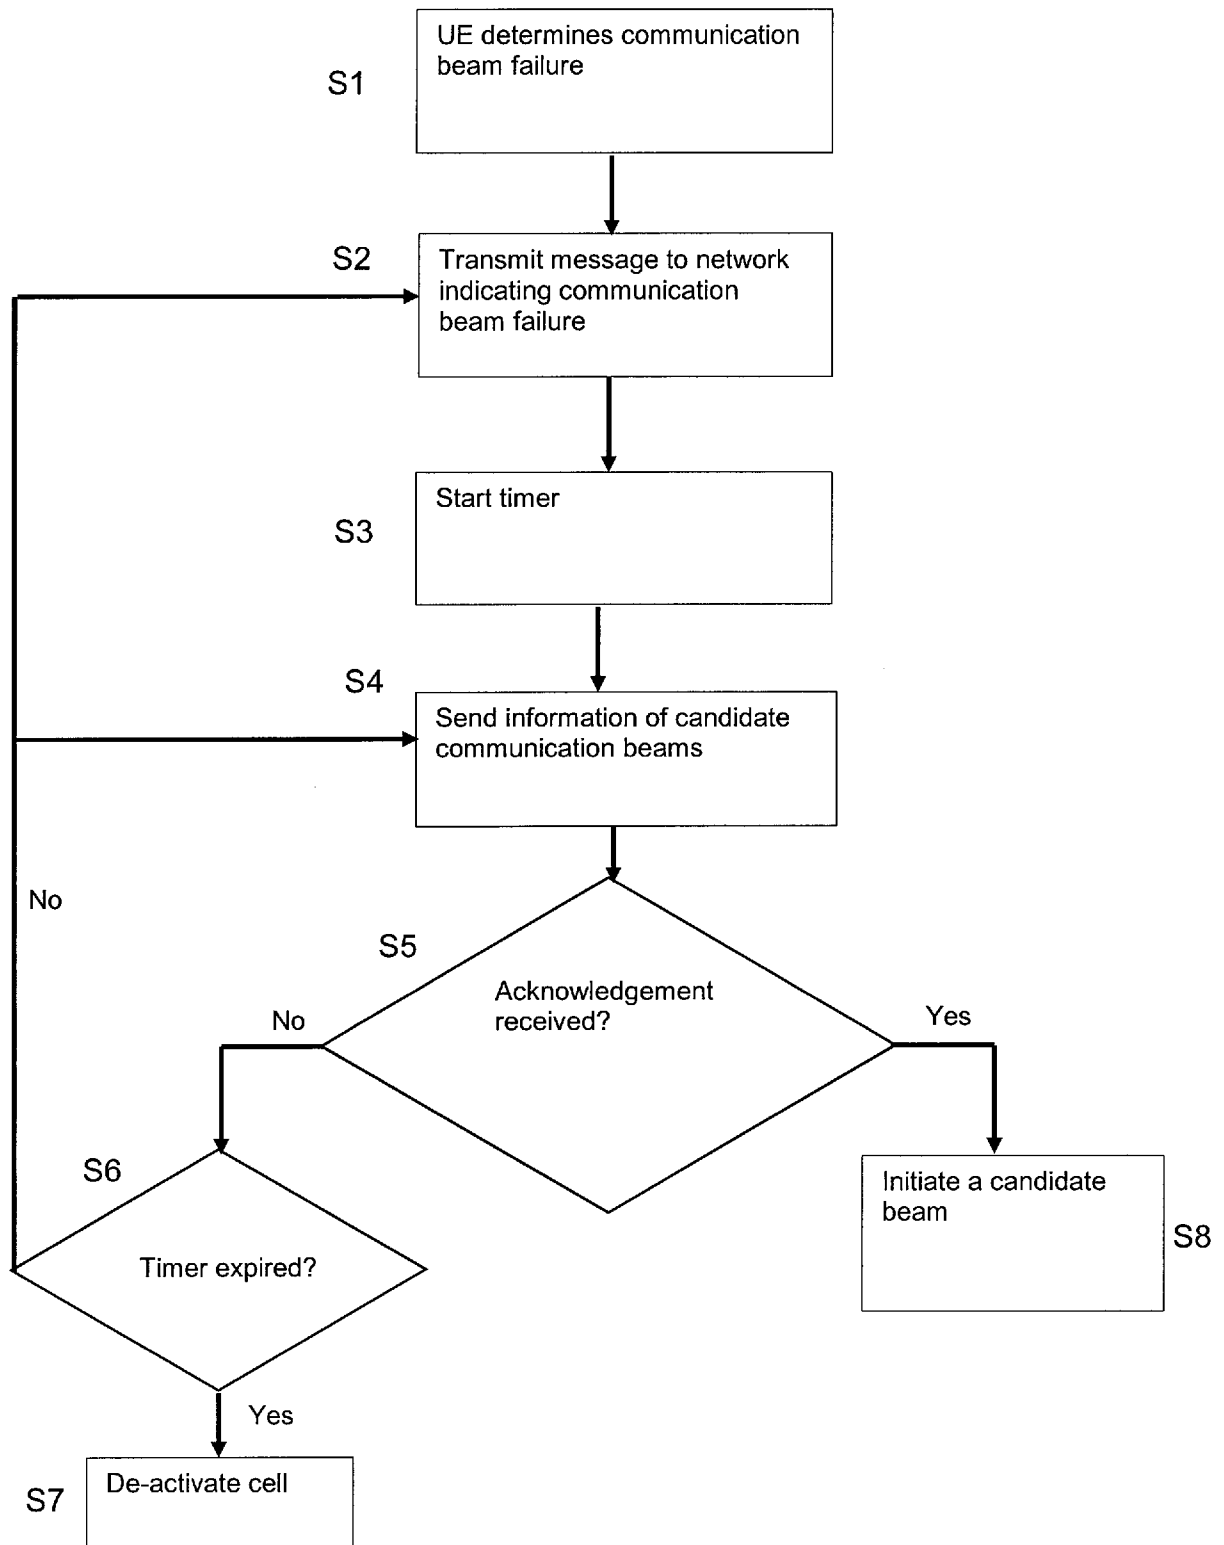 UE determines communication
beam failure
S1
S2
Transmit message to network
indicating communication
beam failure
Start timer
S3
S4
Send information of candidate
communication beams
No
S5
Acknowledgement
received?
No
Yes
S6
Initiate a candidate
beam
S8
Timer expired?
Yes
De-activate cell
S7